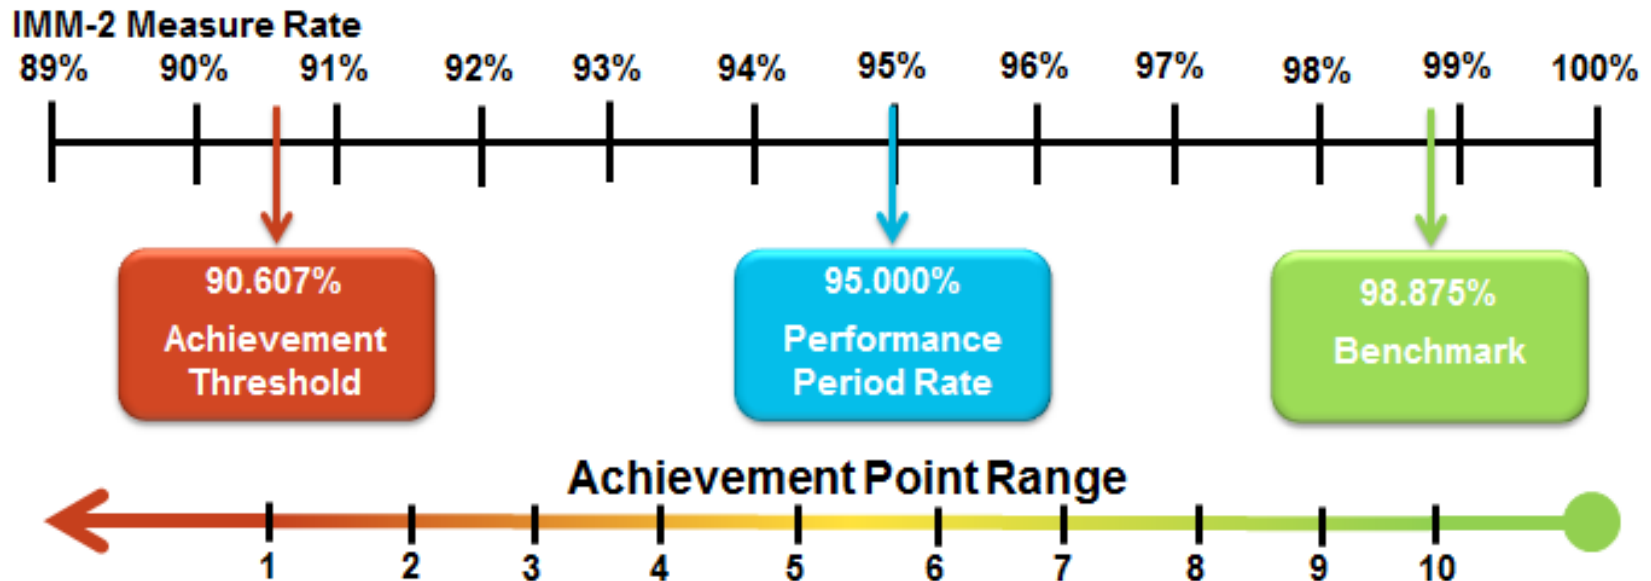 IMM-2 Measure Rate
89% 90% 91% 92% 93% 94% 95% 96% 97% 98% 99% 100%
90.607%
Achievement
Threshold
95.000%
Performance
Period Rate
98.875%
Benchmark
Achievement Point Range
1 2 3 4 5 6 7 8 9 10